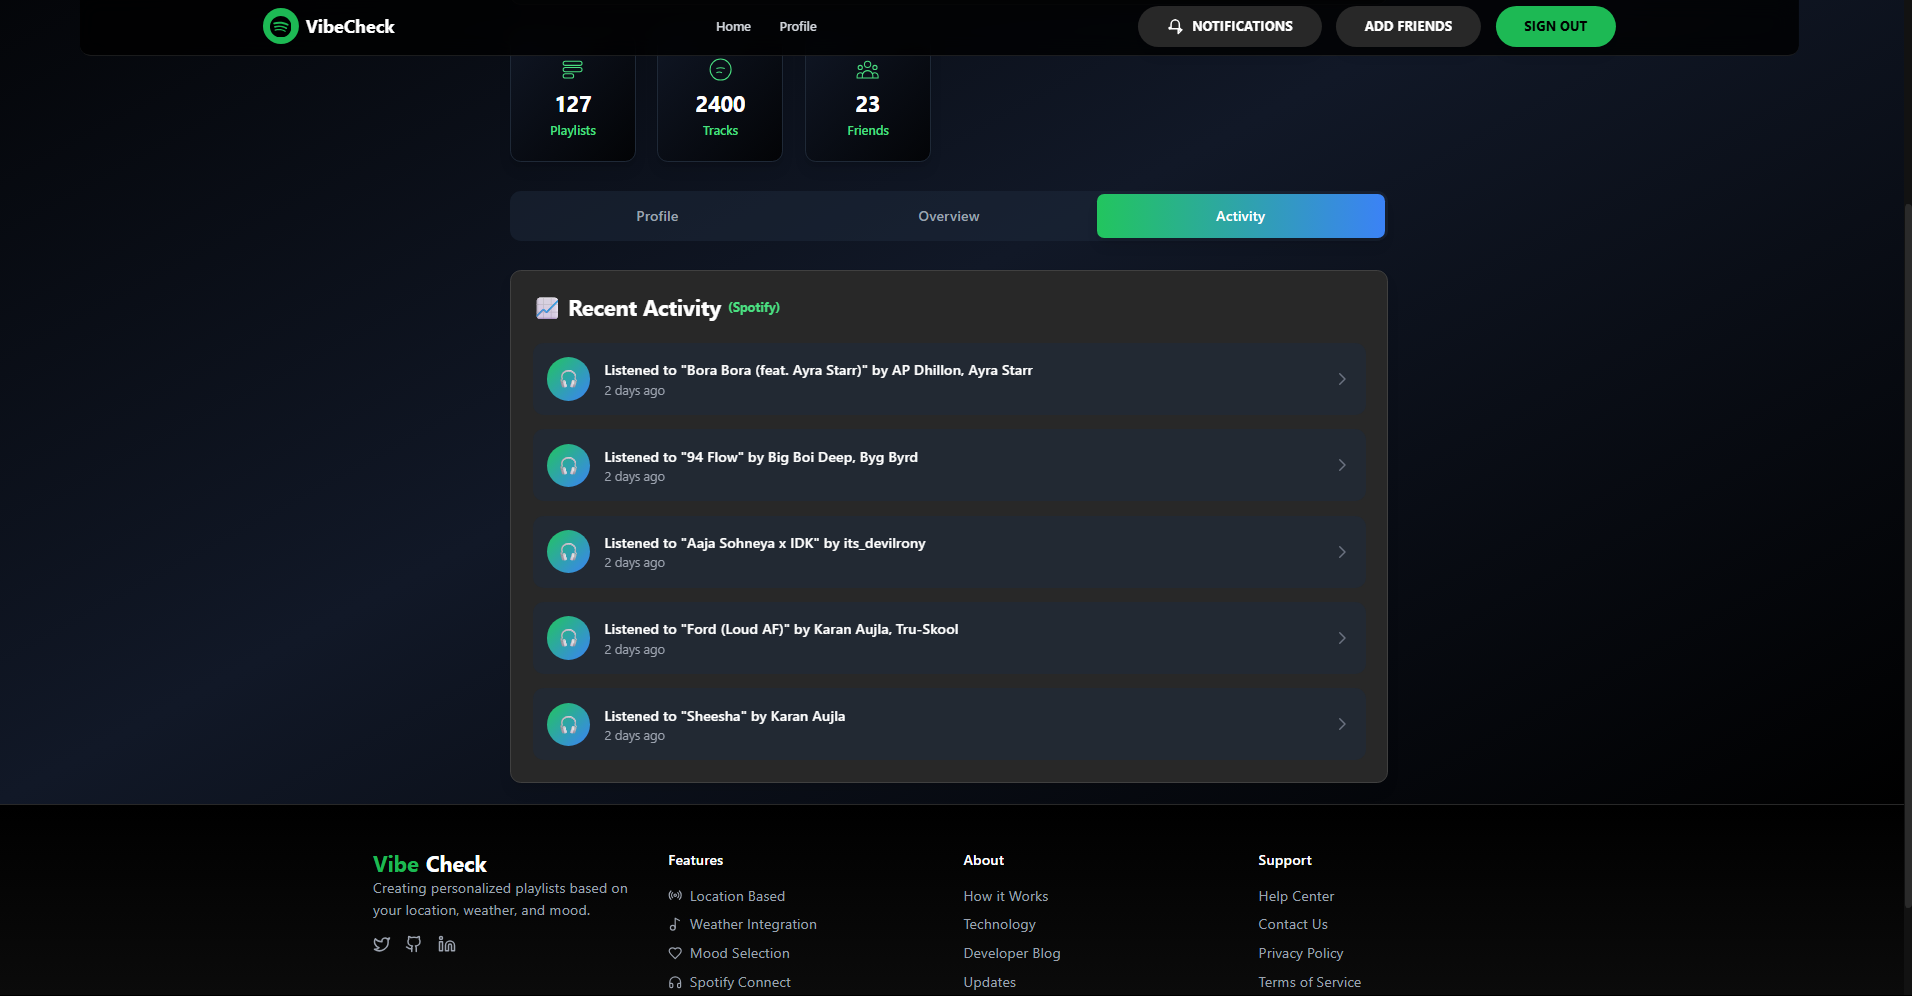 VibeCheck
Home
Profile
NOTIFICATIONS
ADD FRIENDS
SIGN OUT
127
Playlists
2400
Tracks
23
Friends
Profile
Overview
Activity
Recent Activity (Spotify)
Listened to "Bora Bora (feat. Ayra Starr)" by AP Dhillon, Ayra Starr
2 days ago
Listened to "94 Flow" by Big Boi Deep, Byg Byrd
2 days ago
Listened to "Aaja Sohneya x IDK" by its_devilrony
2 days ago
Listened to "Ford (Loud AF)" by Karan Aujla, Tru-Skool
2 days ago
Listened to "Sheesha" by Karan Aujla
2 days ago
Vibe Check
Creating personalized playlists based on
your location, weather, and mood.
Features
Location Based
Weather Integration
Mood Selection
Spotify Connect
About
How it Works
Technology
Developer Blog
Updates
Support
Help Center
Contact Us
Privacy Policy
Terms of Service